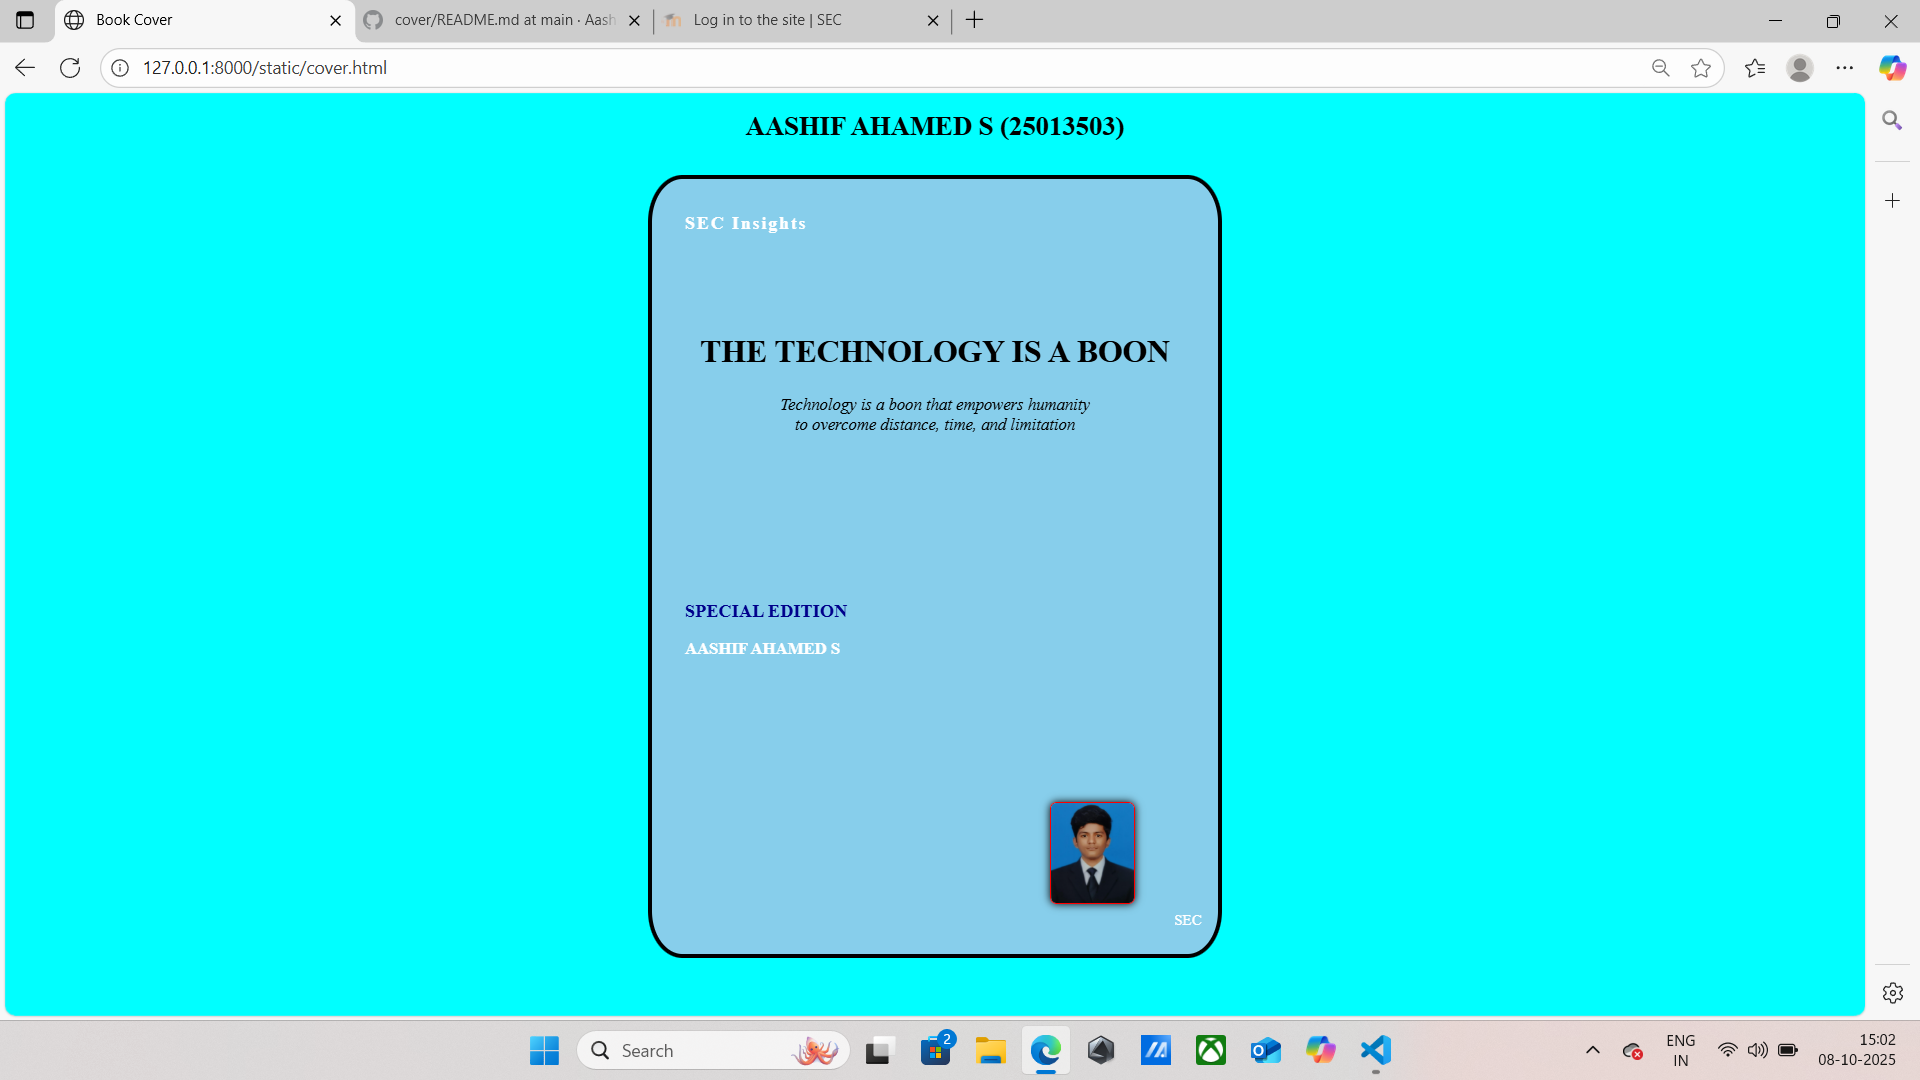 Book Cover
cover/README.md at main · Aash
Log in to the site | SEC
127.0.0.1:8000/static/cover.html
AASHIF AHAMED S (25013503)
SEC Insights
THE TECHNOLOGY IS A BOON
Technology is a boon that empowers humanity
to overcome distance, time, and limitation
SPECIAL EDITION
AASHIF AHAMED S
SEC
Search
2
ENG
IN
15:02
08-10-2025